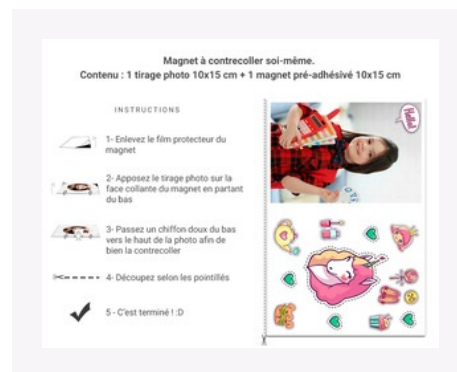 Magnet à contrecoller soi-même.
Contenu : 1 tirage photo 10x15 cm + 1 magnet pré-adhésivé 10x15 cm
INSTRUCTIONS
1- Enlevez le film protecteur du
magnet
2- Apposez le tirage photo sur la
face collante du magnet en partant
du bas
3- Passez un chiffon doux du bas
vers le haut de la photo afin de
bien la contrecoller
4- Découpez selon les pointillés
5 - C'est terminé ! :D
Hello!